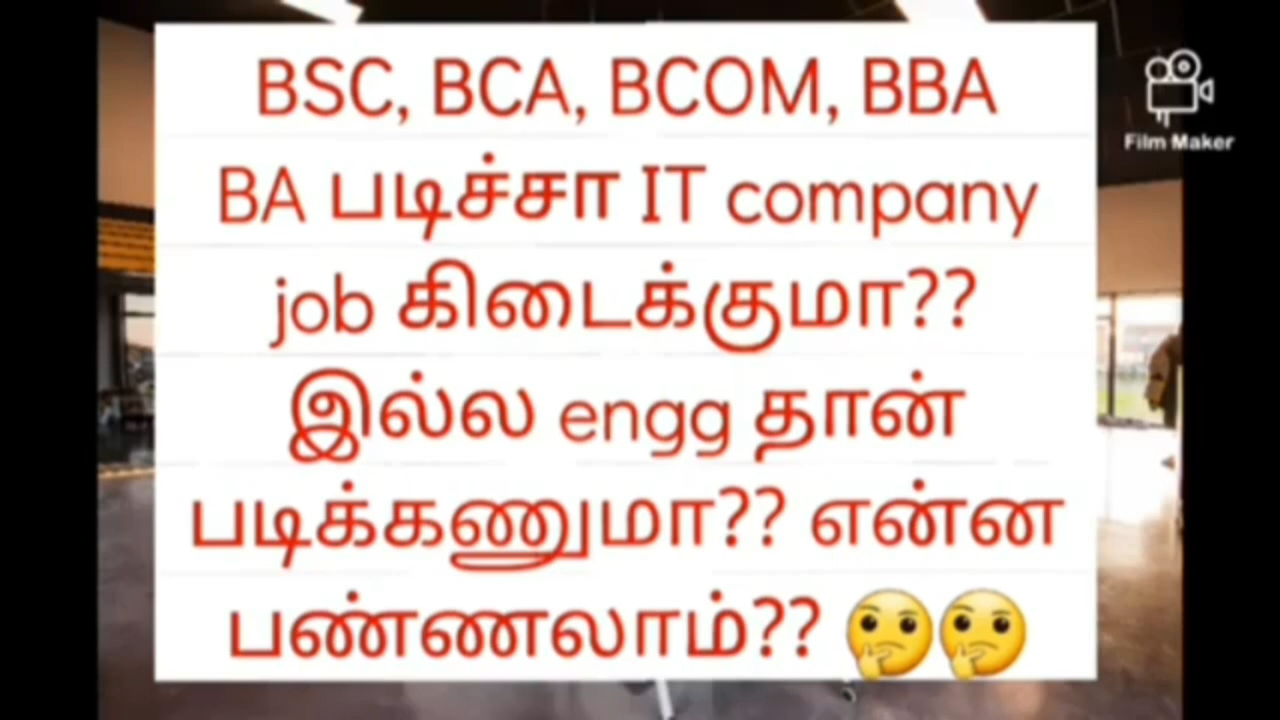 BSC, BCA, BCOM, BBA
BA படிச்சா IT company
job கிடைக்குமா??
இல்ல engg தான்
படிக்கணுமா?? என்ன
பண்ணலாம்?? 🤔🤔
Film Maker